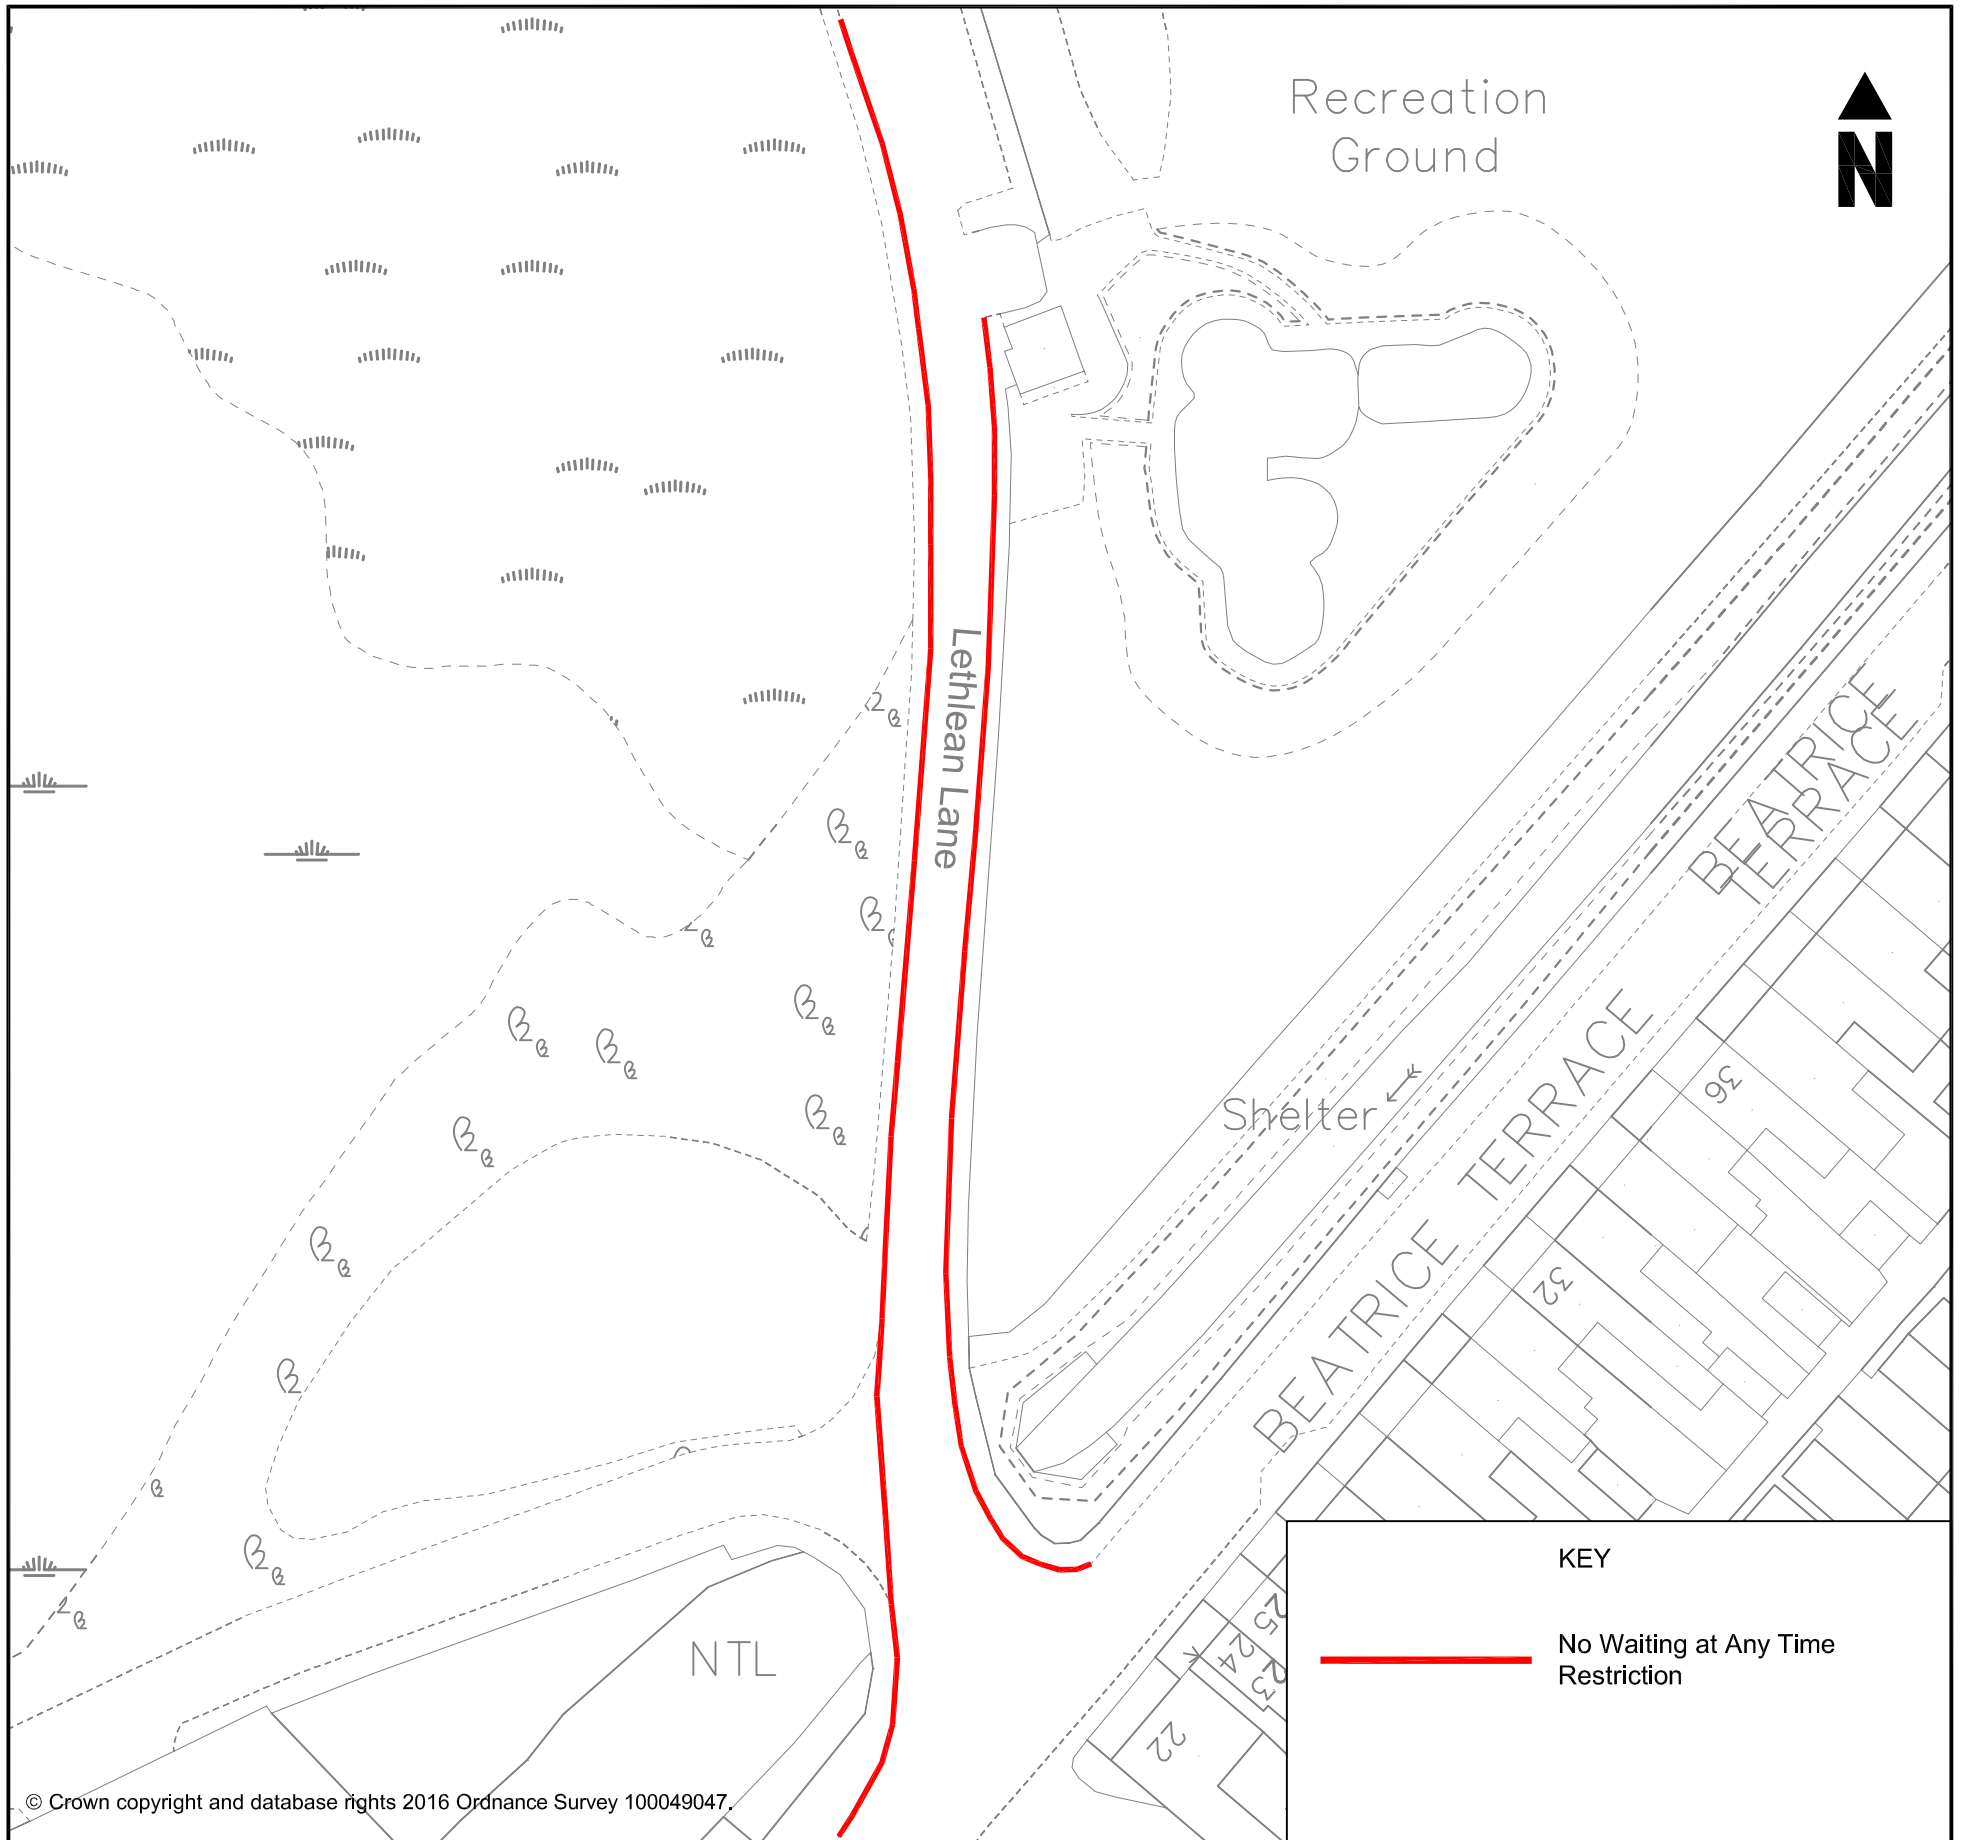 Recreation
Ground
N
Lethlean Lane
BEATRICE
TERRACE
Shelter
BEATRICE TERRACE
36
32
25
24
23
22
NTL
KEY
No Waiting at Any Time
Restriction
© Crown copyright and database rights 2016 Ordnance Survey 100049047.